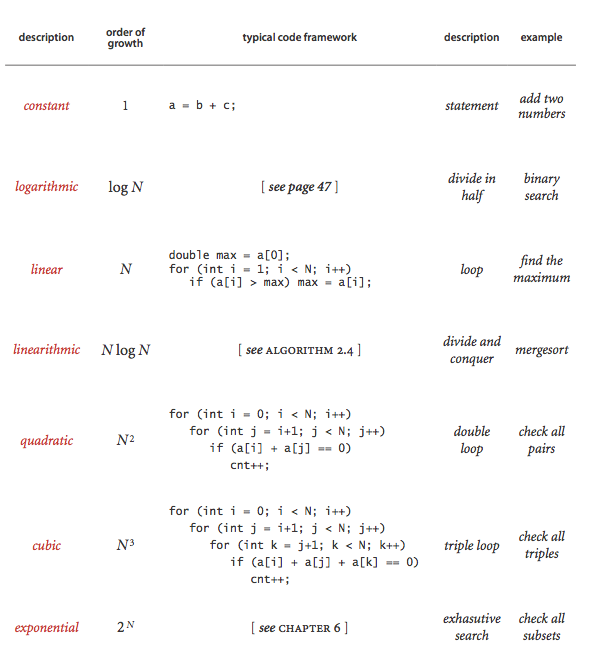 description order of growth typical code framework description example
constant 1 a = b + c; statement add two numbers
logarithmic log N [ see page 47 ] divide in half binary search
linear N double max = a[0];
for (int i = 1; i < N; i++)
if (a[i] > max) max = a[i]; loop find the maximum
linearithmic N log N [ see ALGORITHM 2.4 ] divide and conquer mergesort
quadratic N² for (int i = 0; i < N; i++)
for (int j = i+1; j < N; j++)
if (a[i] + a[j] == 0)
cnt++; double loop check all pairs
cubic N³ for (int i = 0; i < N; i++)
for (int j = i+1; j < N; j++)
for (int k = j+1; k < N; k++)
if (a[i] + a[j] + a[k] == 0)
cnt++; triple loop check all triples
exponential 2ᴺ [ see CHAPTER 6 ] exhasutive search check all subsets